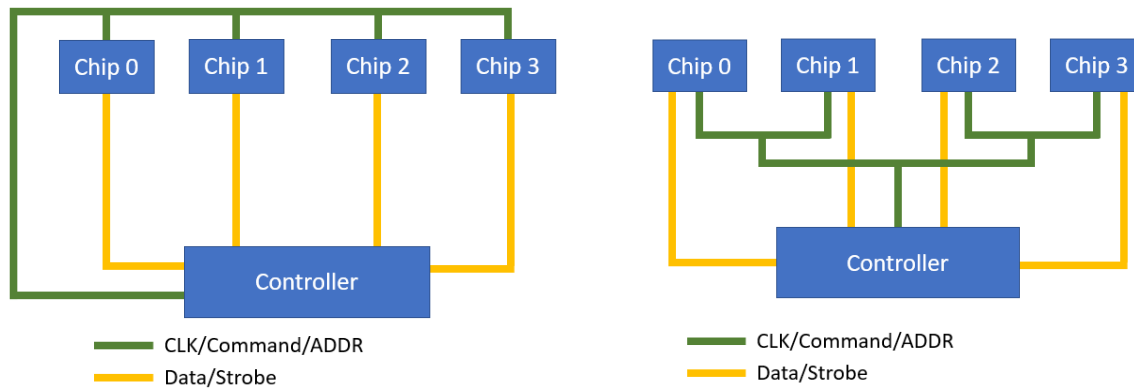 Chip 0
Chip 1
Chip 2
Chip 3
Controller
CLK/Command/ADDR
Data/Strobe
Chip 0
Chip 1
Chip 2
Chip 3
Controller
CLK/Command/ADDR
Data/Strobe